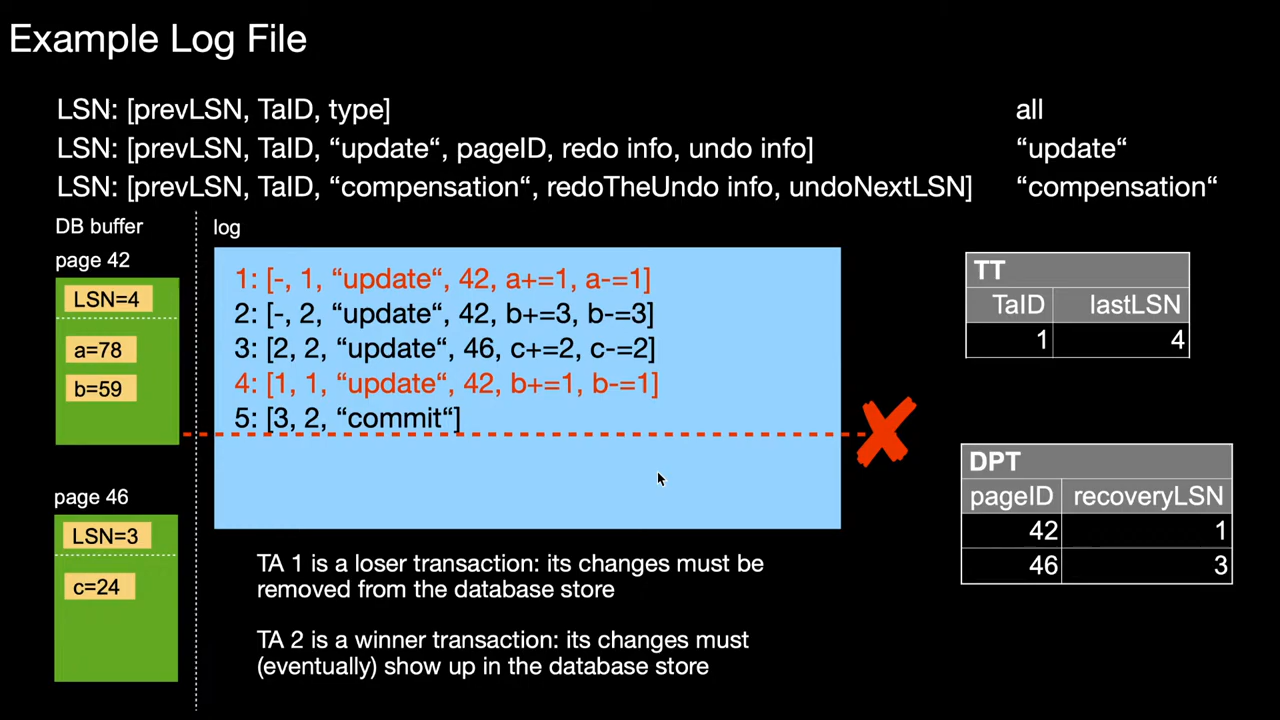 Example Log File
LSN: [prevLSN, TaID, type] all
LSN: [prevLSN, TaID, “update“, pageID, redo info, undo info] “update“
LSN: [prevLSN, TaID, “compensation“, redoTheUndo info, undoNextLSN] “compensation“
DB buffer
log
page 42
LSN=4
a=78
b=59
page 46
LSN=3
c=24
1: [-, 1, “update“, 42, a+=1, a-=1]
2: [-, 2, “update“, 42, b+=3, b-=3]
3: [2, 2, “update“, 46, c+=2, c-=2]
4: [1, 1, “update“, 42, b+=1, b-=1]
5: [3, 2, “commit“]
TA 1 is a loser transaction: its changes must be
removed from the database store
TA 2 is a winner transaction: its changes must
(eventually) show up in the database store
TT
TaID lastLSN
1 4
DPT
pageID recoveryLSN
42 1
46 3